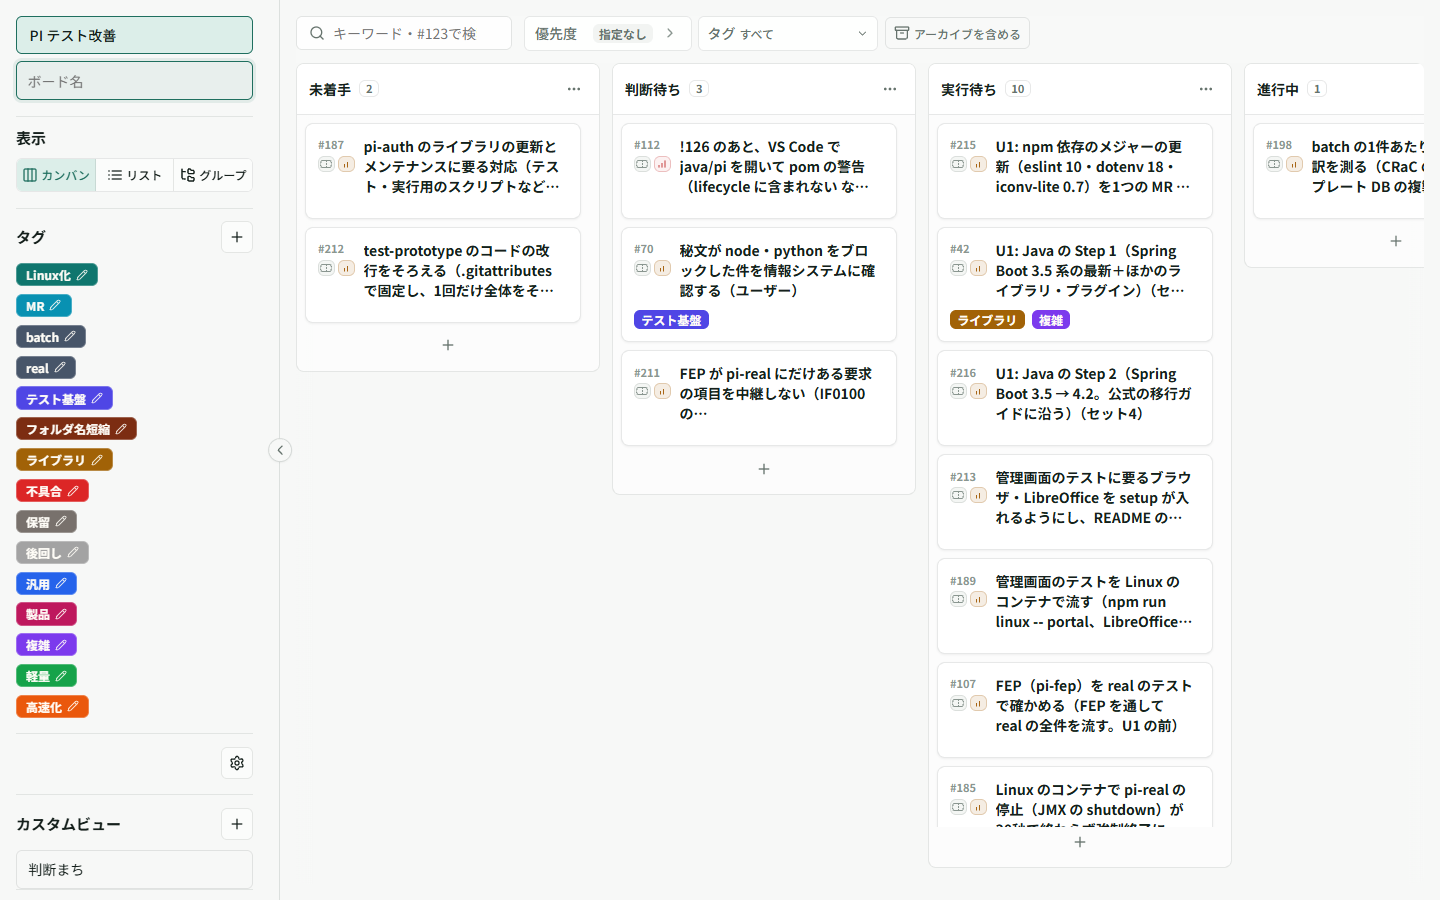 PI テスト改善
ボード名
表示
カンバン
リスト
グループ
タグ
Linux化
MR
batch
real
テスト基盤
フォルダ名短縮
ライブラリ
不具合
保留
後回し
汎用
製品
複雑
軽量
高速化
カスタムビュー
判断まち
キーワード・#123で検
優先度 指定なし
タグ すべて
アーカイブを含める
未着手 2
#187
pi-auth のライブラリの更新と
メンテナンスに要る対応（テス
ト・実行用のスクリプトなど…
#212
test-prototype のコードの改
行をそろえる（.gitattributes
で固定し、1回だけ全体をそ…
判断待ち 3
#112
!126 のあと、VS Code で
java/pi を開いて pom の警告
（lifecycle に含まれない な…
#70
秘文が node・python をブロ
ックした件を情報システムに確
認する（ユーザー）
テスト基盤
#211
FEP が pi-real にだけある要求
の項目を中継しない（IF0100
の…
実行待ち 10
#215
U1: npm 依存のメジャーの更
新（eslint 10・dotenv 18・
iconv-lite 0.7）を1つの MR …
#42
U1: Java の Step 1（Spring
Boot 3.5 系の最新＋ほかのラ
イブラリ・プラグイン）（セ…
ライブラリ 複雑
#216
U1: Java の Step 2（Spring
Boot 3.5 → 4.2。公式の移行ガ
イドに沿う）（セット4）
#213
管理画面のテストに要るブラウ
ザ・LibreOffice を setup が入
れるようにし、README の…
#189
管理画面のテストを Linux の
コンテナで流す（npm run
linux -- portal、LibreOffice…
#107
FEP（pi-fep）を real のテスト
で確かめる（FEP を通して
real の全件を流す。U1 の前）
#185
Linux のコンテナで pi-real の
停止（JMX の shutdown）が
進行中 1
#198
batch の1件あたり
訳を測る（CRaC
プレート DB の複